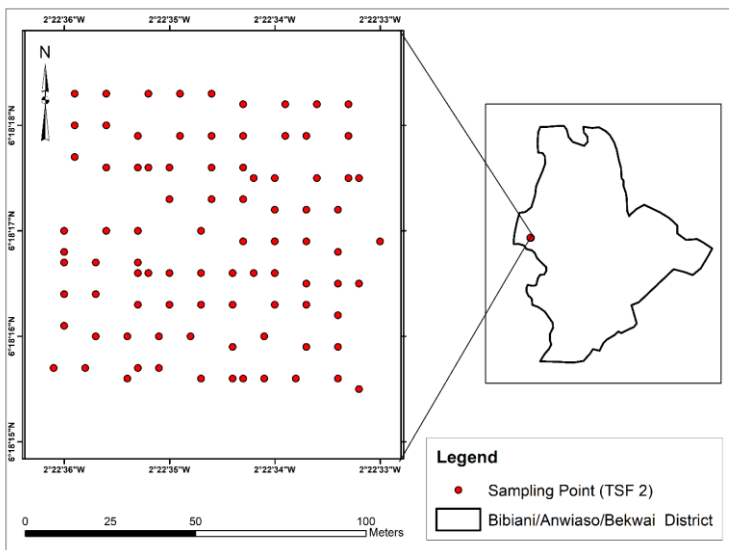 2°22'36"W 2°22'35"W 2°22'34"W 2°22'33"W
N
6°18'18"N
6°18'17"N
6°18'16"N
6°18'15"N
2°22'36"W 2°22'35"W 2°22'34"W 2°22'33"W
0 25 50 100
Meters
Legend
Sampling Point (TSF 2)
Bibiani/Anwiaso/Bekwai District